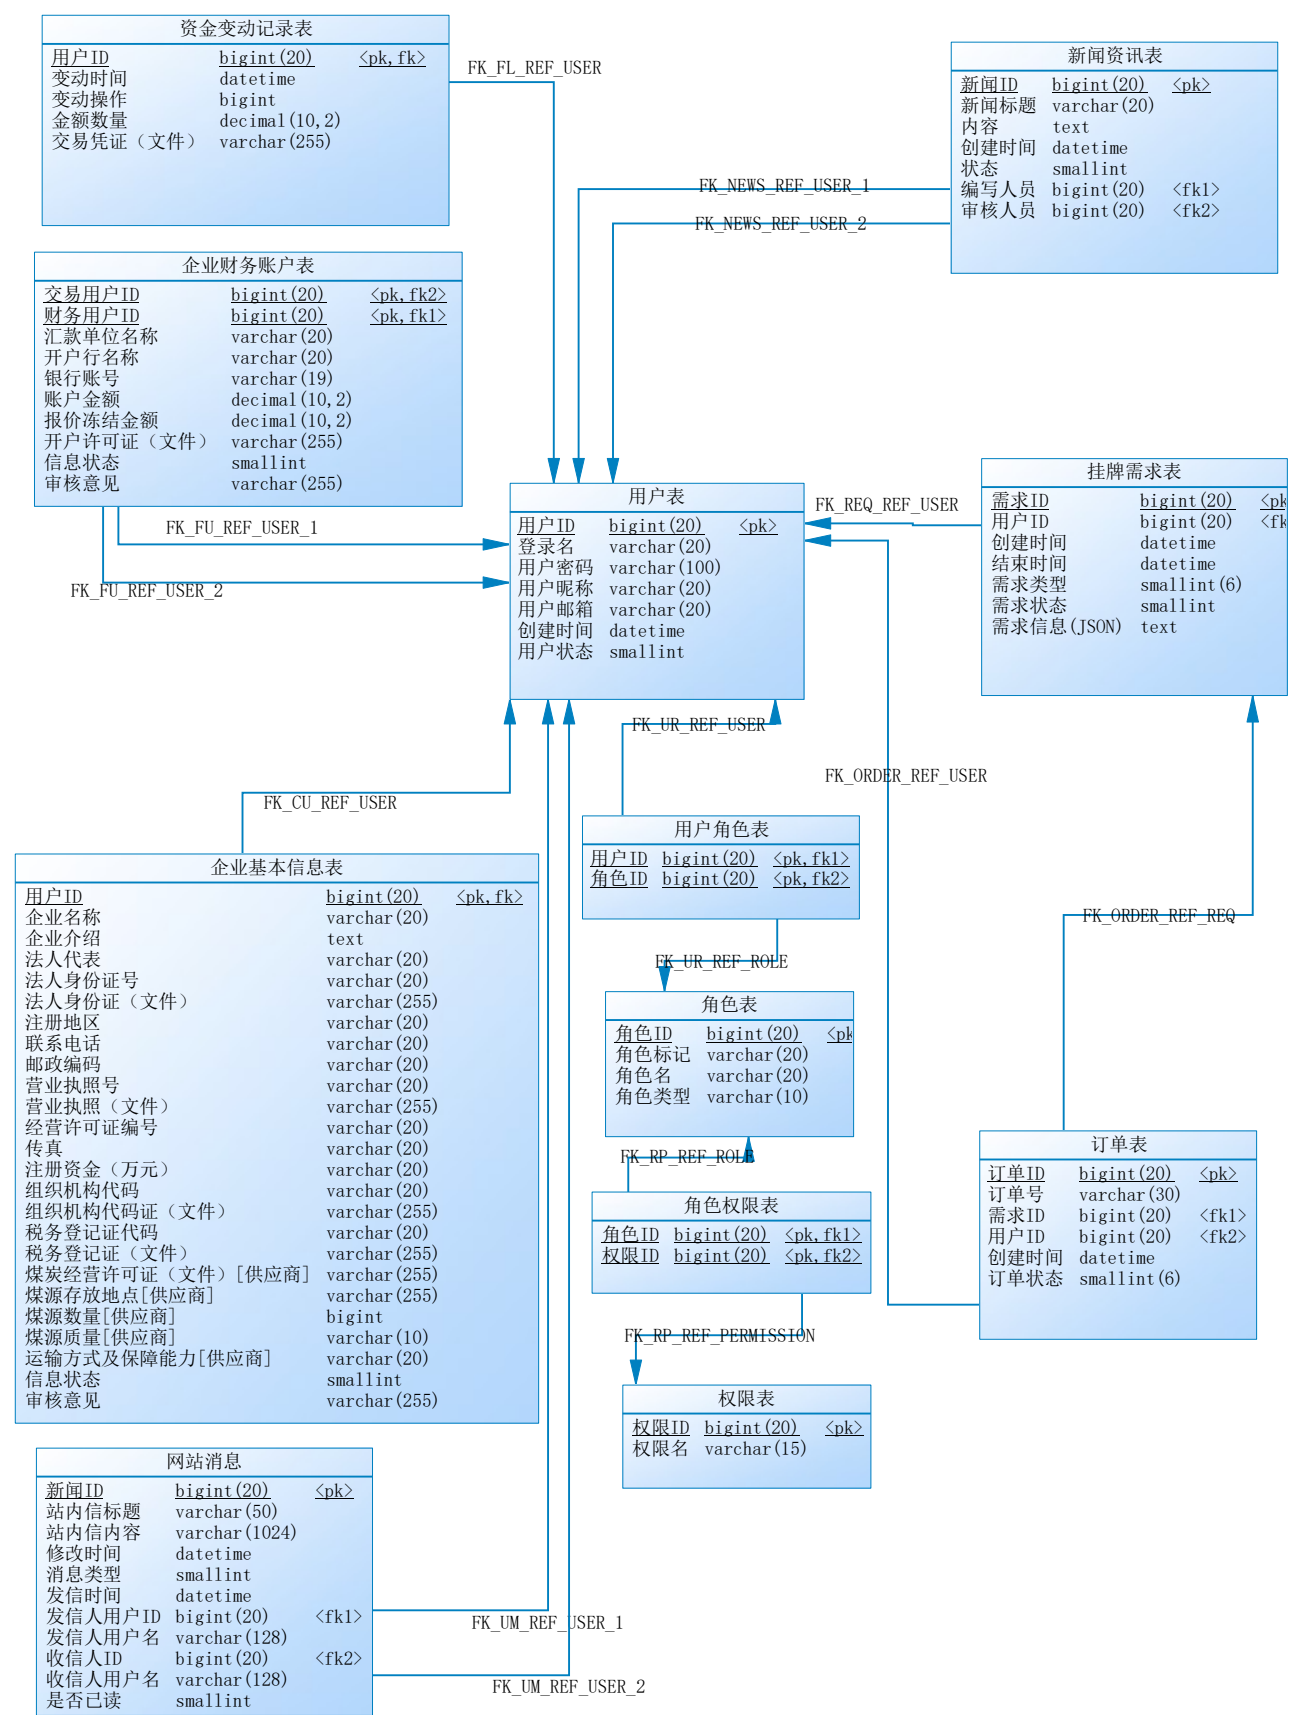 资金变动记录表
用户ID bigint(20) <pk,fk>
变动时间 datetime
变动操作 bigint
金额数量 decimal(10,2)
交易凭证（文件） varchar(255)
FK_FL_REF_USER
新闻资讯表
新闻ID bigint(20) <pk>
新闻标题 varchar(20)
内容 text
创建时间 datetime
状态 smallint
编写人员 bigint(20) <fk1>
审核人员 bigint(20) <fk2>
FK_NEWS_REF_USER_1
FK_NEWS_REF_USER_2
企业财务账户表
交易用户ID bigint(20) <pk,fk2>
财务用户ID bigint(20) <pk,fk1>
汇款单位名称 varchar(20)
开户行名称 varchar(20)
银行账号 varchar(19)
账户金额 decimal(10,2)
报价冻结金额 decimal(10,2)
开户许可证（文件） varchar(255)
信息状态 smallint
审核意见 varchar(255)
FK_FU_REF_USER_1
FK_FU_REF_USER_2
用户表
用户ID bigint(20) <pk>
登录名 varchar(20)
用户密码 varchar(100)
用户昵称 varchar(20)
用户邮箱 varchar(20)
创建时间 datetime
用户状态 smallint
FK_REQ_REF_USER
挂牌需求表
需求ID bigint(20) <pk
用户ID bigint(20) <fk
创建时间 datetime
结束时间 datetime
需求类型 smallint(6)
需求状态 smallint
需求信息(JSON) text
FK_UR_REF_USER
FK_ORDER_REF_USER
FK_CU_REF_USER
用户角色表
用户ID bigint(20) <pk,fk1>
角色ID bigint(20) <pk,fk2>
FK_UR_REF_ROLE
FK_ORDER_REF_REQ
企业基本信息表
用户ID bigint(20) <pk,fk>
企业名称 varchar(20)
企业介绍 text
法人代表 varchar(20)
法人身份证号 varchar(20)
法人身份证（文件） varchar(255)
注册地区 varchar(20)
联系电话 varchar(20)
邮政编码 varchar(20)
营业执照号 varchar(20)
营业执照（文件） varchar(255)
经营许可证编号 varchar(20)
传真 varchar(20)
注册资金（万元） varchar(20)
组织机构代码 varchar(20)
组织机构代码证（文件） varchar(255)
税务登记证代码 varchar(20)
税务登记证（文件） varchar(255)
煤炭经营许可证（文件）[供应商] varchar(255)
煤源存放地点[供应商] varchar(255)
煤源数量[供应商] bigint
煤源质量[供应商] varchar(10)
运输方式及保障能力[供应商] varchar(20)
信息状态 smallint
审核意见 varchar(255)
角色表
角色ID bigint(20) <pk
角色标记 varchar(20)
角色名 varchar(20)
角色类型 varchar(10)
FK_RP_REF_ROLE
角色权限表
角色ID bigint(20) <pk,fk1>
权限ID bigint(20) <pk,fk2>
FK_RP_REF_PERMISSION
权限表
权限ID bigint(20) <pk>
权限名 varchar(15)
订单表
订单ID bigint(20) <pk>
订单号 varchar(30)
需求ID bigint(20) <fk1>
用户ID bigint(20) <fk2>
创建时间 datetime
订单状态 smallint(6)
网站消息
新闻ID bigint(20) <pk>
站内信标题 varchar(50)
站内信内容 varchar(1024)
修改时间 datetime
消息类型 smallint
发信时间 datetime
发信人用户ID bigint(20) <fk1>
发信人用户名 varchar(128)
收信人ID bigint(20) <fk2>
收信人用户名 varchar(128)
是否已读 smallint
FK_UM_REF_USER_1
FK_UM_REF_USER_2